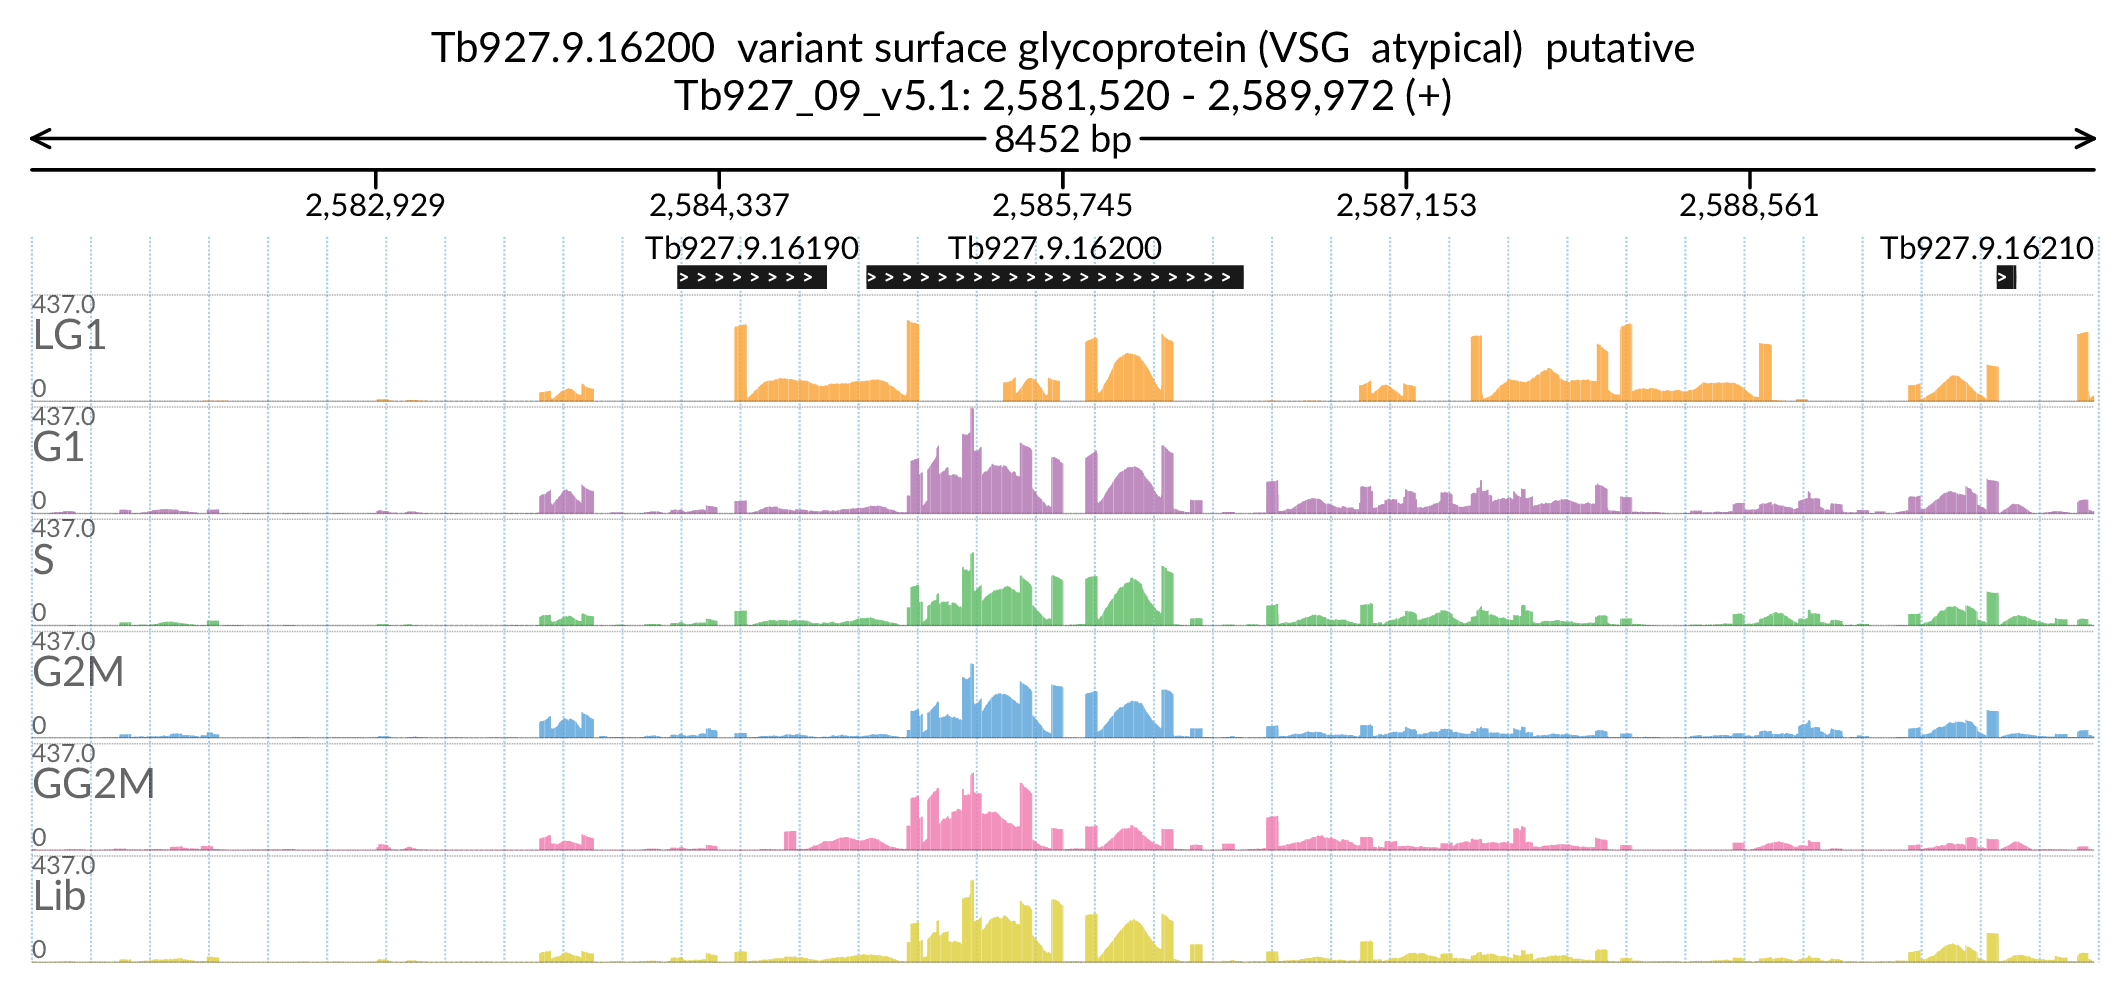 Tb927.9.16200  variant surface glycoprotein (VSG  atypical)  putative
Tb927_09_v5.1: 2,581,520 - 2,589,972 (+)
8452 bp
2,582,929 2,584,337 2,585,745 2,587,153 2,588,561
Tb927.9.16190 Tb927.9.16200 Tb927.9.16210
437.0
LG1
0
437.0
G1
0
437.0
S
0
437.0
G2M
0
437.0
GG2M
0
437.0
Lib
0